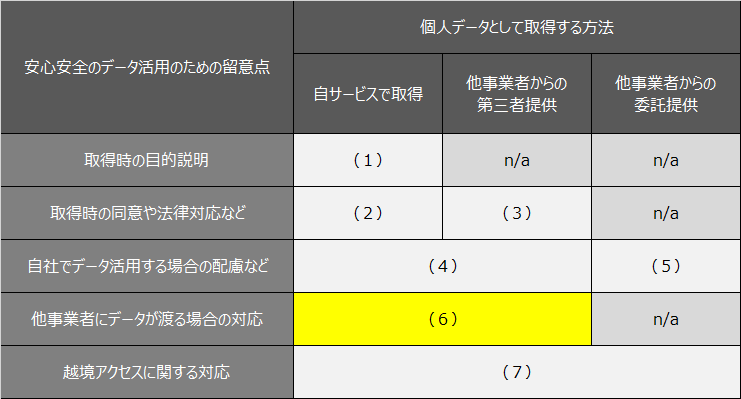 安心安全のデータ活用のための留意点
個人データとして取得する方法
自サービスで取得
他事業者からの
第三者提供
他事業者からの
委託提供
取得時の目的説明
（１）
n/a
n/a
取得時の同意や法律対応など
（２）
（３）
n/a
自社でデータ活用する場合の配慮など
（４）
（５）
他事業者にデータが渡る場合の対応
（６）
n/a
越境アクセスに関する対応
（７）